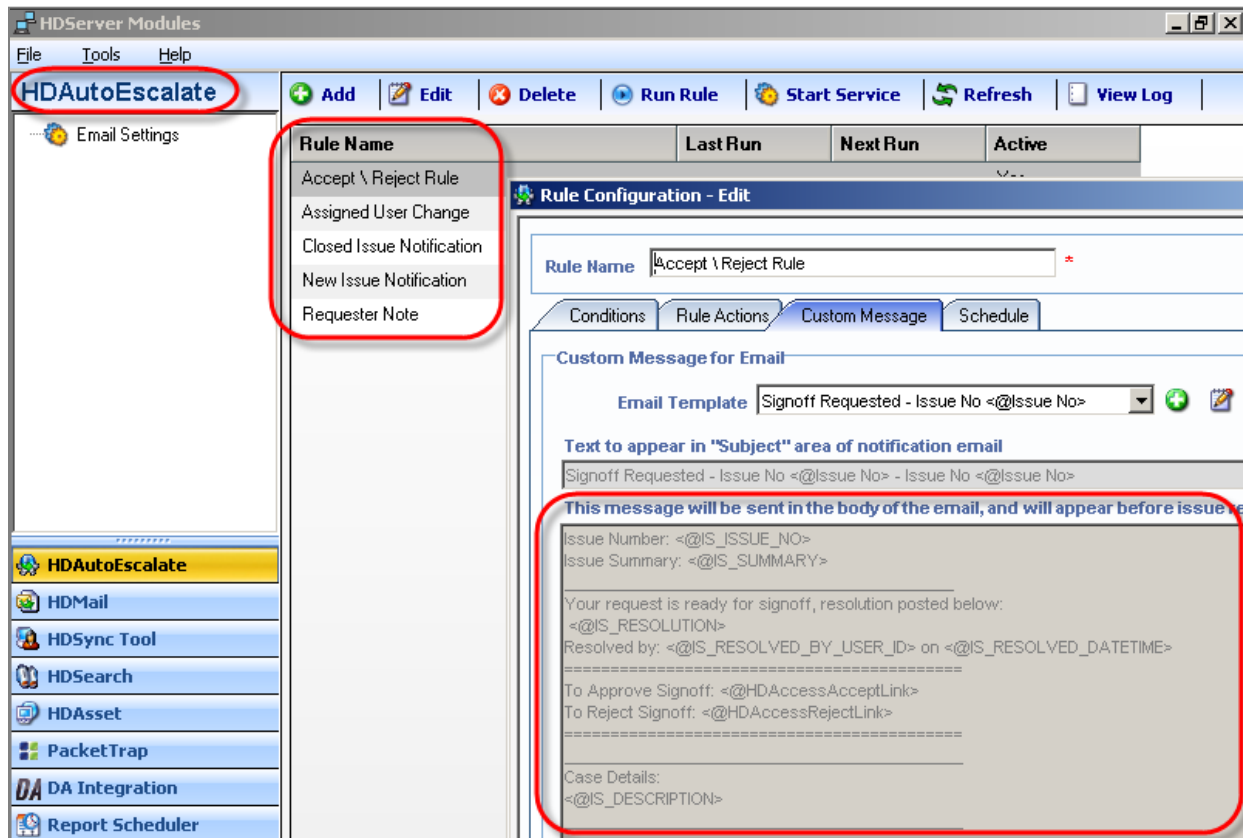 HDServer Modules
File Tools Help
HDAutoEscalate
Add Edit Delete Run Rule Start Service Refresh View Log
Email Settings
Rule Name Last Run Next Run Active
Accept \ Reject Rule
Assigned User Change
Closed Issue Notification
New Issue Notification
Requester Note
Rule Configuration - Edit
Rule Name Accept \ Reject Rule *
Conditions Rule Actions Custom Message Schedule
Custom Message for Email
Email Template Signoff Requested - Issue No <@Issue No>
Text to appear in "Subject" area of notification email
Signoff Requested - Issue No <@Issue No> - Issue No <@Issue No>
This message will be sent in the body of the email, and will appear before issue re
Issue Number: <@IS_ISSUE_NO>
Issue Summary: <@IS_SUMMARY>
Your request is ready for signoff, resolution posted below:
<@IS_RESOLUTION>
Resolved by: <@IS_RESOLVED_BY_USER_ID> on <@IS_RESOLVED_DATETIME>
===========================================
To Approve Signoff: <@HDAccessAcceptLink>
To Reject Signoff: <@HDAccessRejectLink>
===========================================
Case Details:
<@IS_DESCRIPTION>
HDAutoEscalate
HDMail
HDSync Tool
HDSearch
HDAsset
PacketTrap
DA DA Integration
Report Scheduler